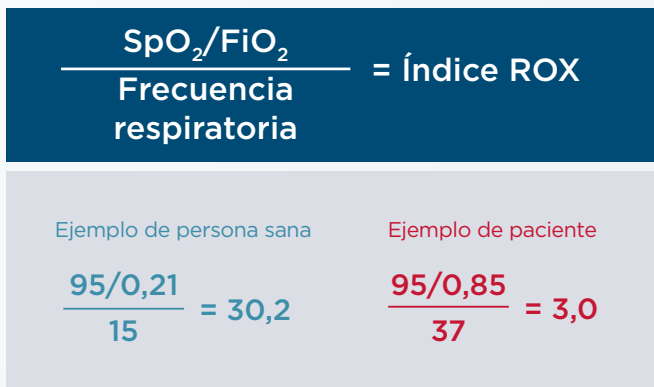 SpO₂/FiO₂
Frecuencia
respiratoria
= Índice ROX
Ejemplo de persona sana
95/0,21
15
= 30,2
Ejemplo de paciente
95/0,85
37
= 3,0